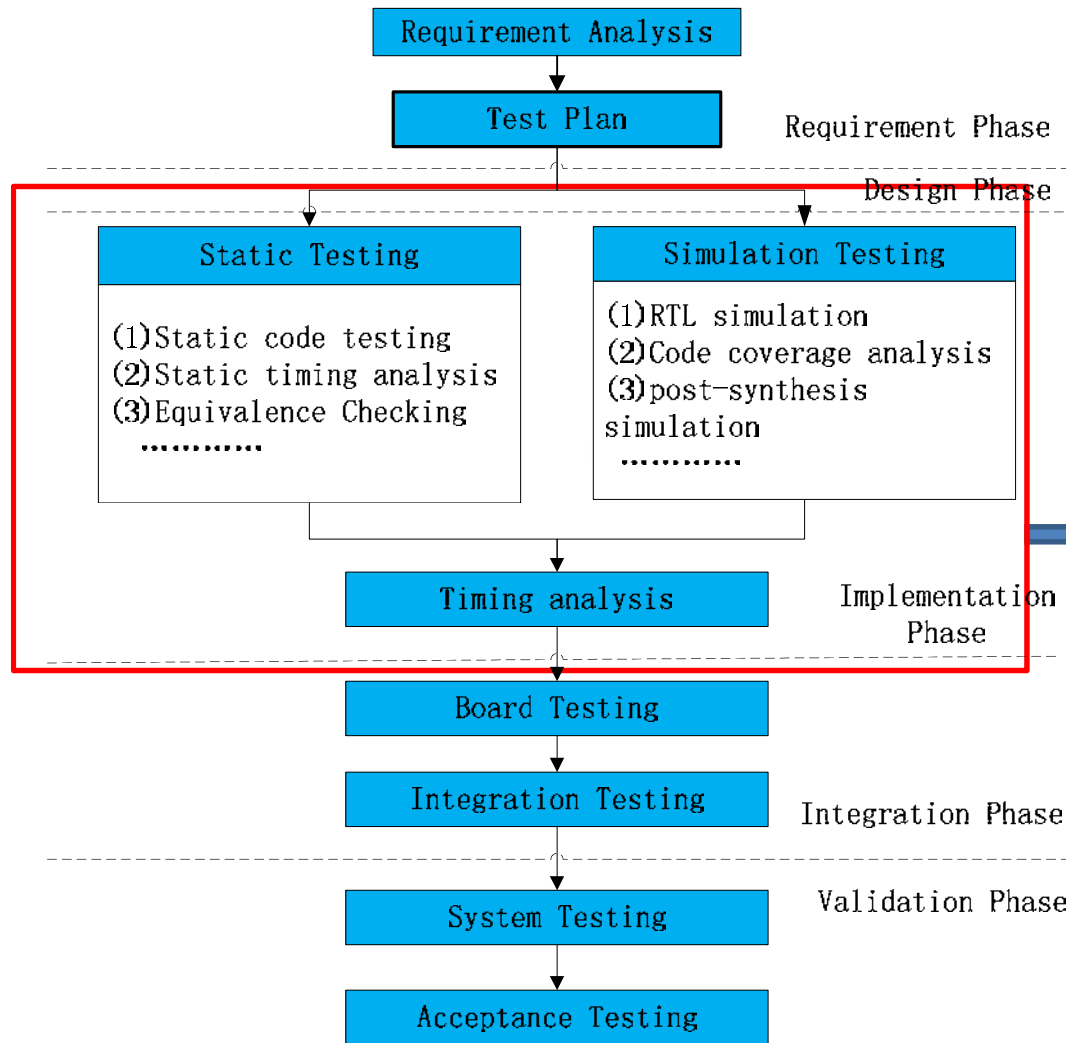 Requirement Analysis
Test Plan
Requirement Phase
Design Phase
Static Testing
(1)Static code testing
(2)Static timing analysis
(3)Equivalence Checking
…………
Simulation Testing
(1)RTL simulation
(2)Code coverage analysis
(3)post-synthesis
simulation
…………
Timing analysis
Implementation
Phase
Board Testing
Integration Testing
Integration Phase
Validation Phase
System Testing
Acceptance Testing